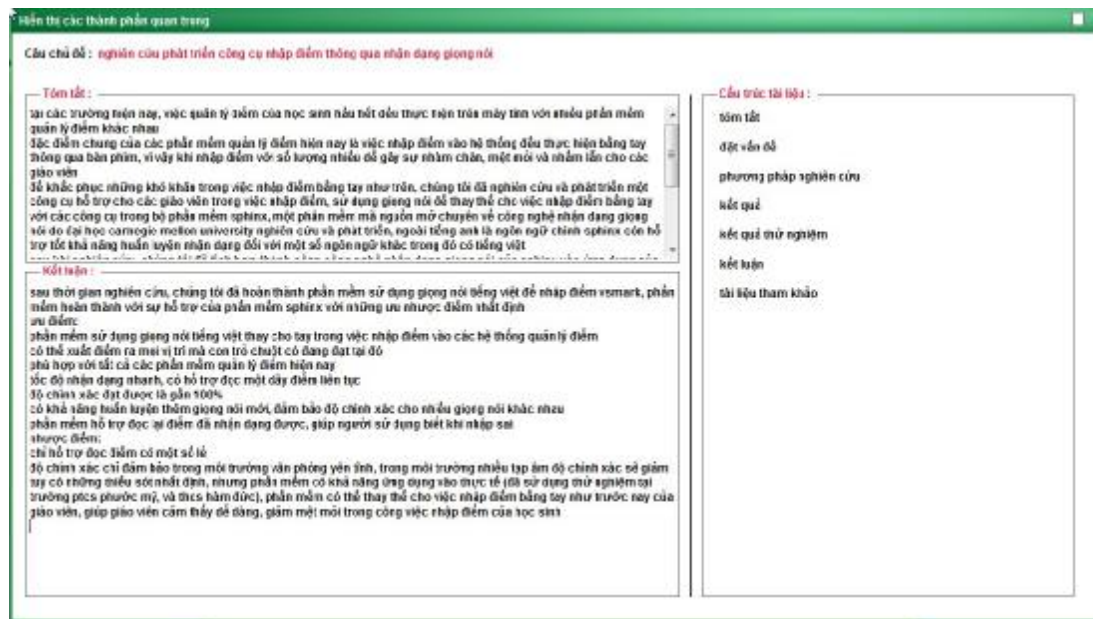 Hiển thị các thành phần quan trọng
Câu chủ đề : nghiên cứu phát triển công cụ nhập điểm thông qua nhận dạng giọng nói
Tóm tắt :
tại các trường hiện nay, việc quản lý điểm của học sinh hầu hết đều thực hiện trên máy tính với nhiều phần mềm
quản lý điểm khác nhau
đặc điểm chung của các phần mềm quản lý điểm hiện nay là việc nhập điểm vào hệ thống đều thực hiện bằng tay
thông qua bàn phím, vì vậy khi nhập điểm với số lượng nhiều dễ gây sự nhàm chán, mệt mỏi và nhầm lẫn cho các
giáo viên
để khắc phục những khó khăn trong việc nhập điểm bằng tay như trên, chúng tôi đã nghiên cứu và phát triển một
công cụ hỗ trợ cho các giáo viên trong việc nhập điểm, sử dụng giọng nói để thay thế cho việc nhập điểm bằng tay
với các công cụ trong bộ phần mềm sphinx, một phần mềm mã nguồn mở chuyên về công nghệ nhận dạng giọng
nói do đại học carnegie mellon university nghiên cứu và phát triển, ngoài tiếng anh là ngôn ngữ chính sphinx còn hỗ
trợ tốt khả năng huấn luyện nhận dạng đối với một số ngôn ngữ khác trong đó có tiếng việt
Kết luận :
sau thời gian nghiên cứu, chúng tôi đã hoàn thành phần mềm sử dụng giọng nói tiếng việt để nhập điểm vsmark, phần
mềm hoàn thành với sự hỗ trợ của phần mềm sphinx với những ưu nhược điểm nhất định
ưu điểm:
phần mềm sử dụng giọng nói tiếng việt thay cho tay trong việc nhập điểm vào các hệ thống quản lý điểm
có thể xuất điểm ra mọi vị trí mà con trỏ chuột có đang đặt tại đó
phù hợp với tất cả các phần mềm quản lý điểm hiện nay
tốc độ nhận dạng nhanh, có hỗ trợ đọc một dãy điểm liên tục
độ chính xác đạt được là gần 100%
có khả năng huấn luyện thêm giọng nói mới, đảm bảo độ chính xác cho nhiều giọng nói khác nhau
phần mềm hỗ trợ đọc lại điểm đã nhận dạng được, giúp người sử dụng biết khi nhập sai
nhược điểm:
chỉ hỗ trợ đọc điểm có một số lẻ
độ chính xác chỉ đảm bảo trong môi trường văn phòng yên tĩnh, trong môi trường nhiều tạp âm độ chính xác sẽ giảm
tuy có những thiếu sót nhất định, nhưng phần mềm có khả năng ứng dụng vào thực tế (đã sử dụng thử nghiệm tại
trường ptcs phước mỹ, và thcs hàm đức), phần mềm có thể thay thế cho việc nhập điểm bằng tay như trước nay của
giáo viên, giúp giáo viên cảm thấy dễ dàng, giảm mệt mỏi trong công việc nhập điểm của học sinh
Cấu trúc tài liệu :
tóm tắt
đặt vấn đề
phương pháp nghiên cứu
kết quả
kết quả thử nghiệm
kết luận
tài liệu tham khảo